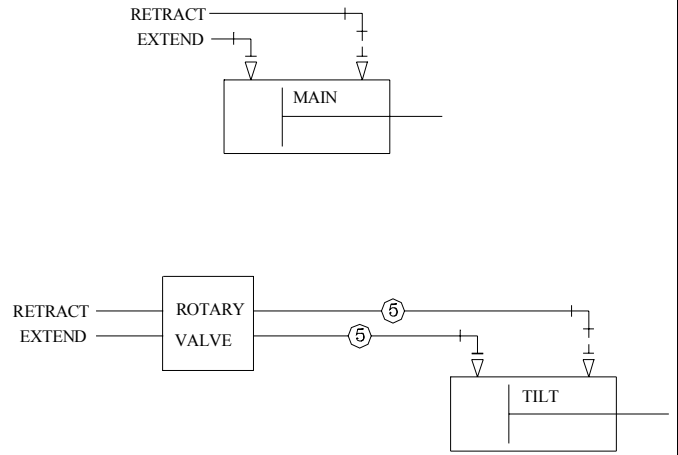 RETRACT
EXTEND
MAIN
RETRACT
EXTEND
ROTARY
VALVE
5
5
TILT